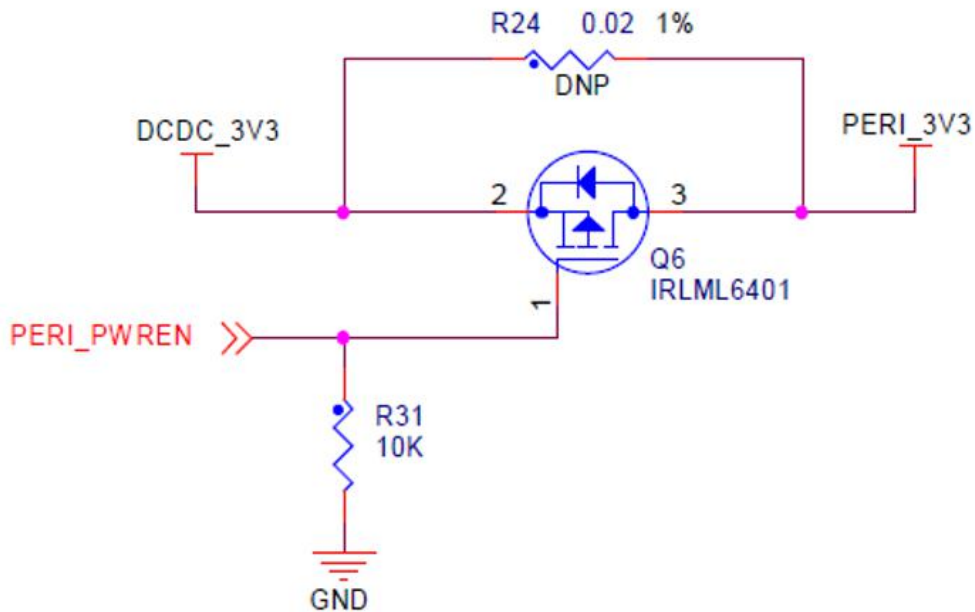 R24 0.02 1%
DNP
DCDC_3V3
PERI_3V3
2
3
Q6
IRLML6401
1
PERI_PWREN
R31
10K
GND